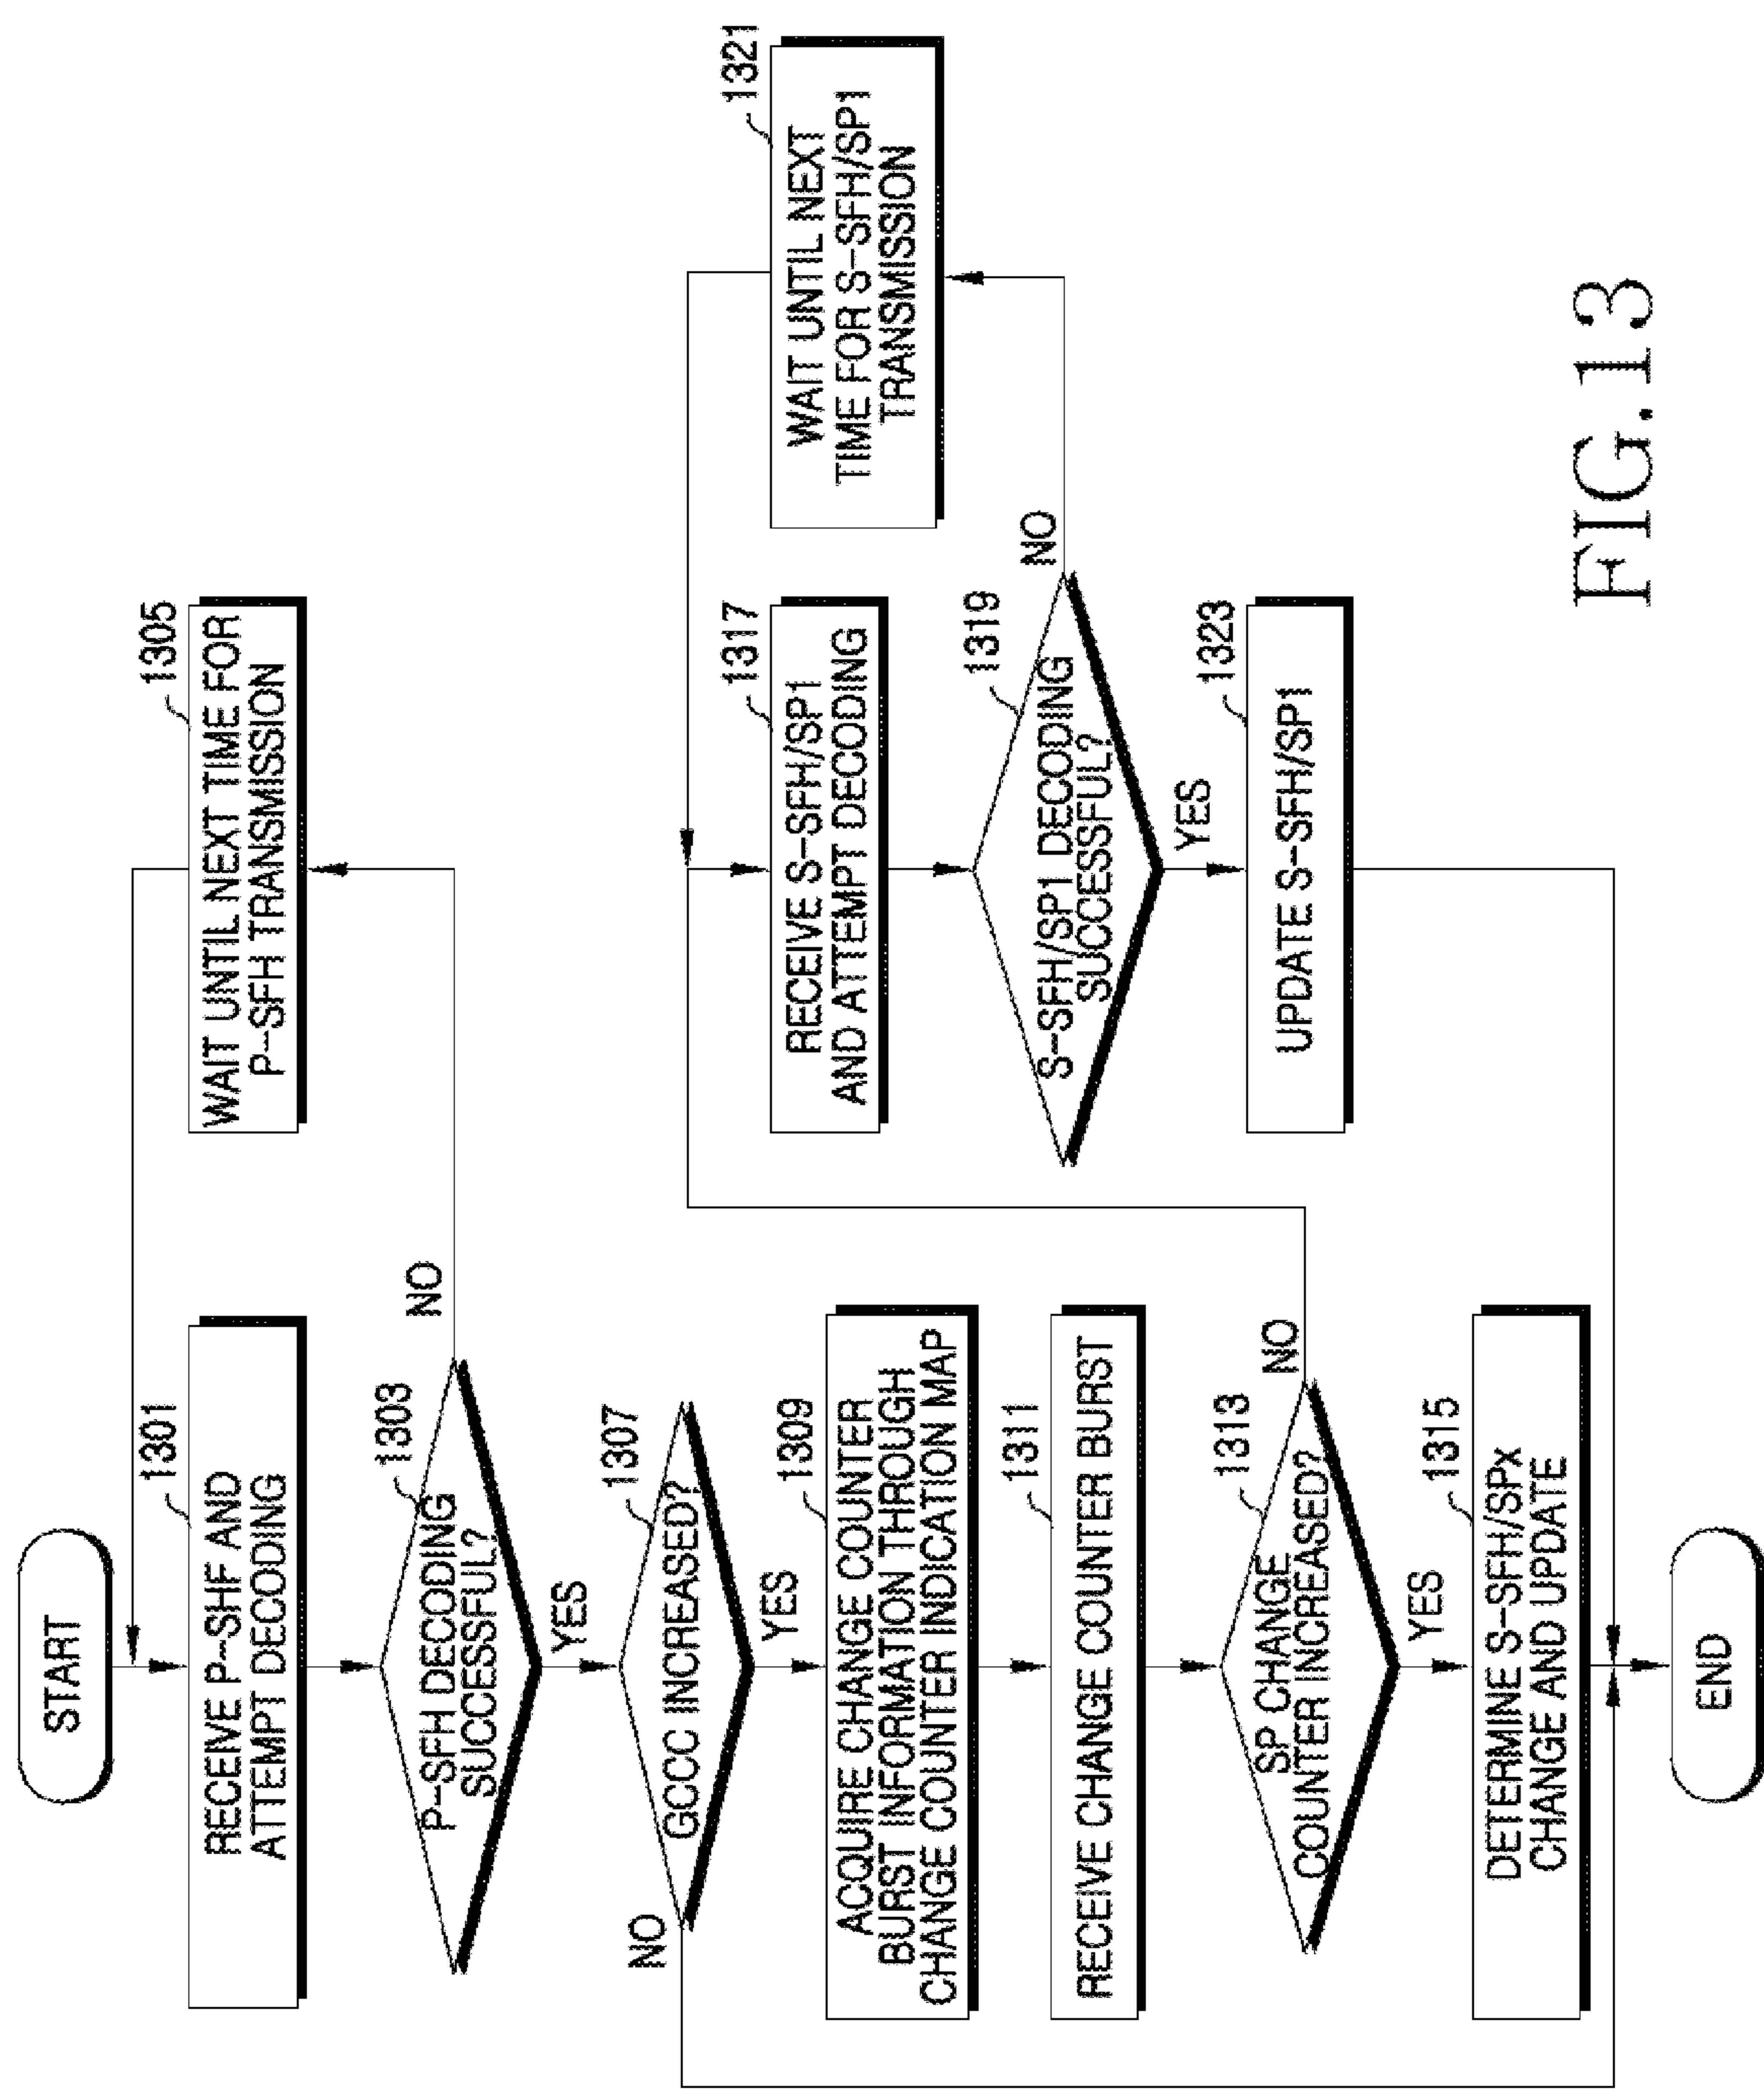 START
1301
RECEIVE P-SHF AND
ATTEMPT DECODING
1303
P-SFH DECODING
SUCCESSFUL?
NO
YES
1305
WAIT UNTIL NEXT TIME FOR
P-SFH TRANSMISSION
1307
GCCC INCREASED?
NO
YES
1309
ACQUIRE CHANGE COUNTER
BURST INFORMATION THROUGH
CHANGE COUNTER INDICATION MAP
1311
RECEIVE CHANGE COUNTER BURST
1313
SP CHANGE
COUNTER INCREASED?
NO
YES
1315
DETERMINE S-SFH/SPx
CHANGE AND UPDATE
1317
RECEIVE S-SFH/SP1
AND ATTEMPT DECODING
1319
S-SFH/SP1 DECODING
SUCCESSFUL?
NO
YES
1321
WAIT UNTIL NEXT
TIME FOR S-SFH/SP1
TRANSMISSION
1323
UPDATE S-SFH/SP1
END
FIG.13